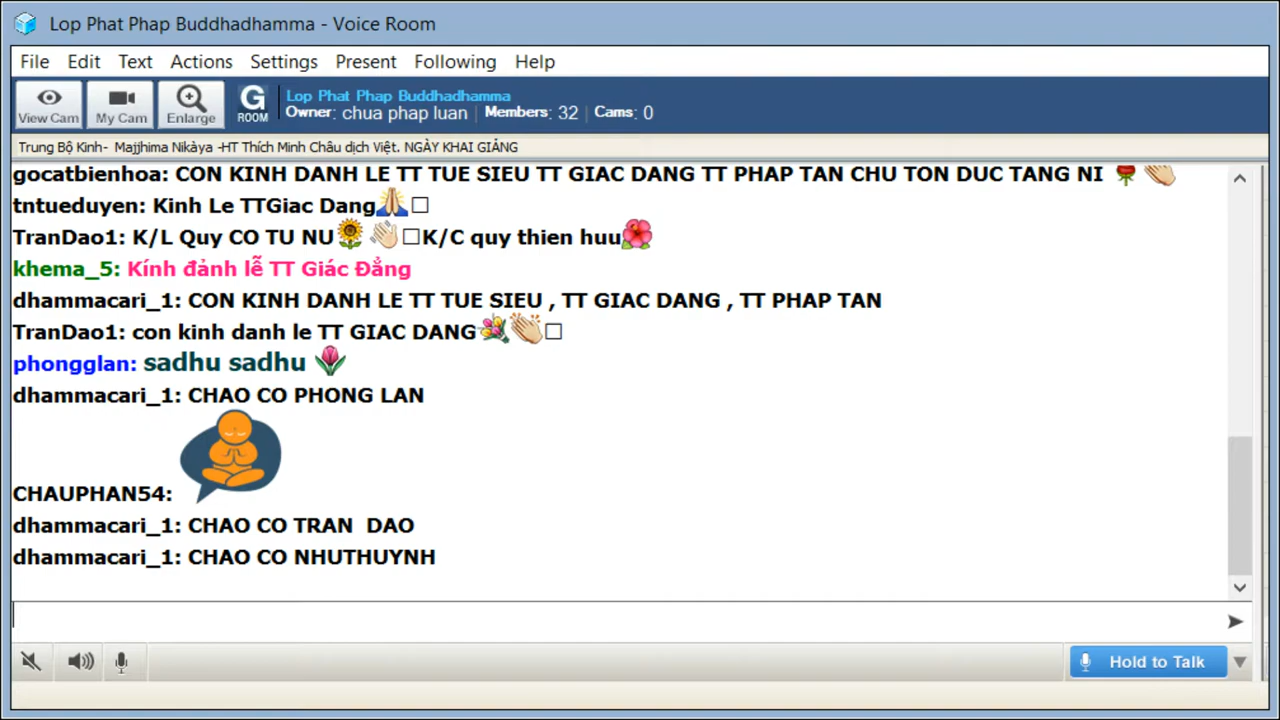 Lop Phat Phap Buddhadhamma - Voice Room
File Edit Text Actions Settings Present Following Help
View Cam My Cam Enlarge G ROOM
Lop Phat Phap Buddhadhamma
Owner: chua phap luan | Members: 32 | Cams: 0
Trung Bộ Kinh- Majjhima Nikàya -HT Thích Minh Châu dịch Việt. NGÀY KHAI GIẢNG
gocatbienhoa: CON KINH DANH LE TT TUE SIEU TT GIAC DANG TT PHAP TAN CHU TON DUC TANG NI
tntueduyen: Kinh Le TTGiac Dang
TranDao1: K/L Quy CO TU NU K/C quy thien huu
khema_5: Kính đảnh lễ TT Giác Đẳng
dhammacari_1: CON KINH DANH LE TT TUE SIEU , TT GIAC DANG , TT PHAP TAN
TranDao1: con kinh danh le TT GIAC DANG
phongglan: sadhu sadhu
dhammacari_1: CHAO CO PHONG LAN
CHAUPHAN54:
dhammacari_1: CHAO CO TRAN  DAO
dhammacari_1: CHAO CO NHUTHUYNH
Hold to Talk